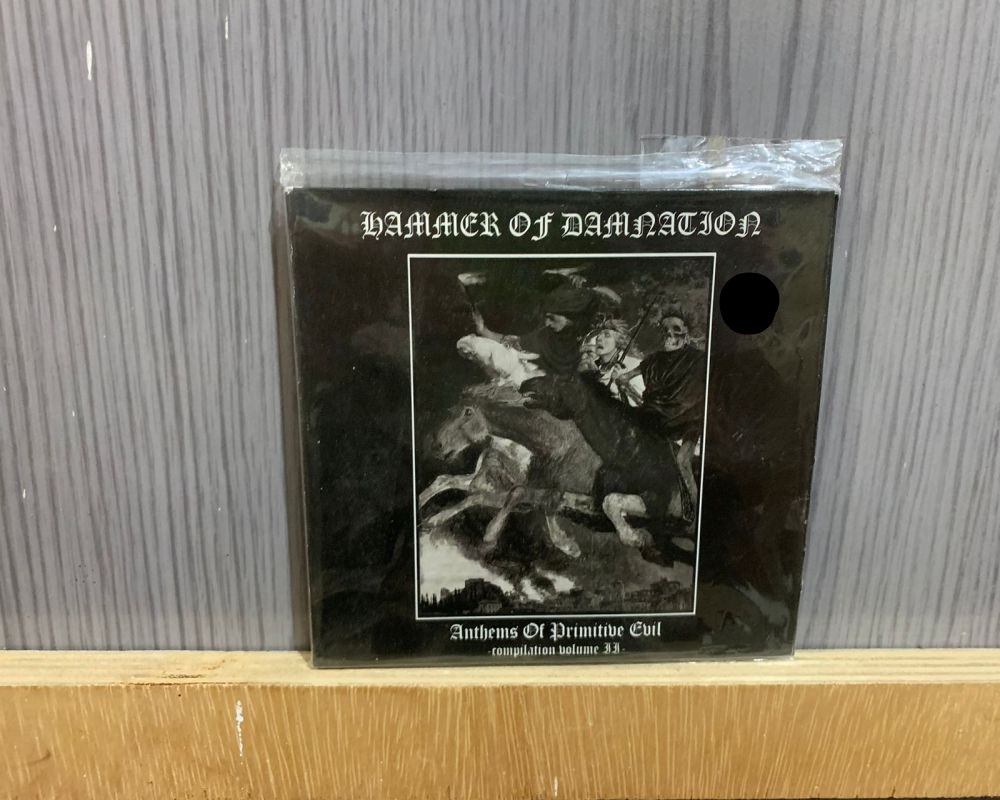 HAMMER OF DAMNATION
Anthems Of Primitive Evil
-compilation volume II-